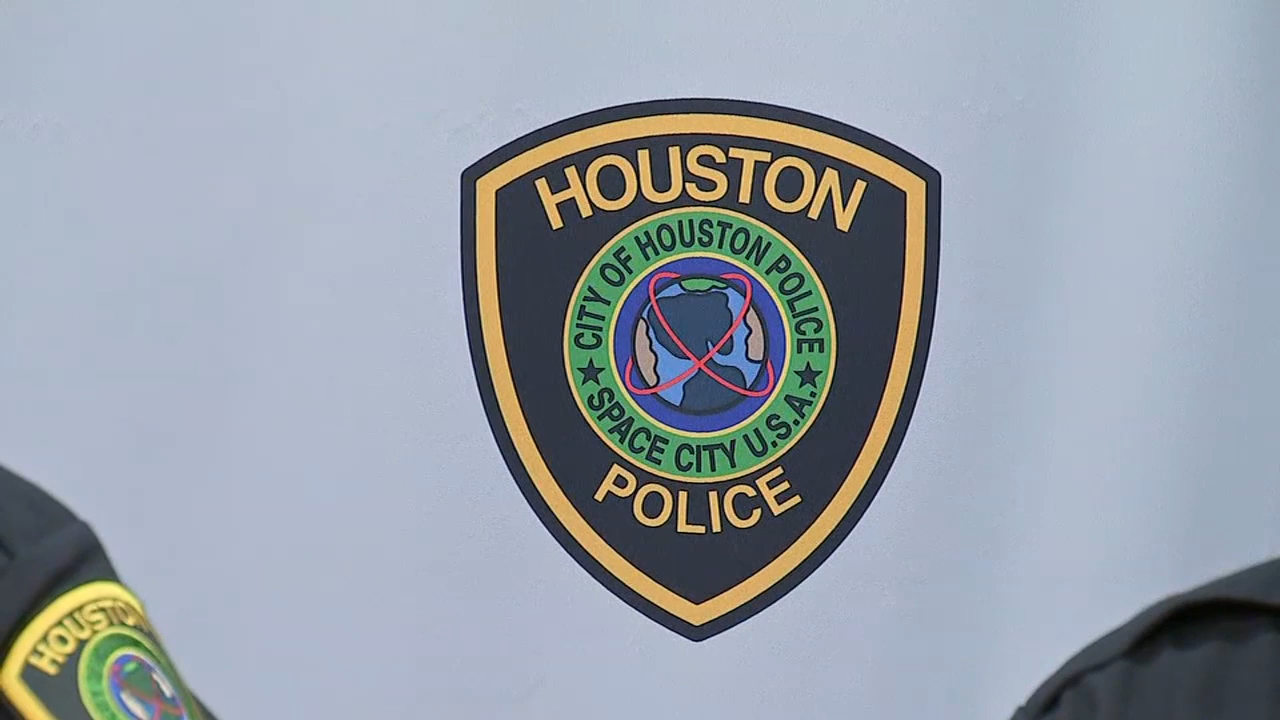 HOUSTON
CITY OF HOUSTON POLICE
★ SPACE CITY U.S.A. ★
POLICE
HOUSTON